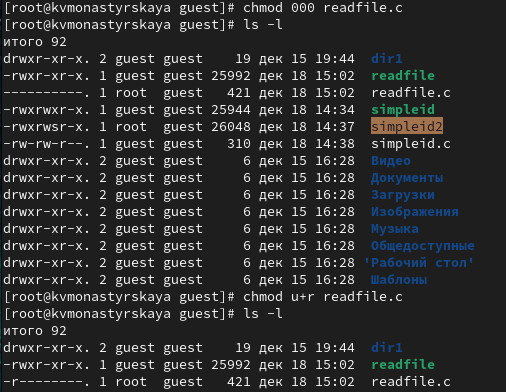 [root@kvmonastyrskaya guest]# chmod 000 readfile.c
[root@kvmonastyrskaya guest]# ls -l
итого 92
drwxr-xr-x. 2 guest guest    19 дек 15 19:44  dir1
-rwxr-xr-x. 1 guest guest 25992 дек 18 15:02  readfile
----------. 1 root  guest   421 дек 18 15:02  readfile.c
-rwxrwxr-x. 1 guest guest 25944 дек 18 14:34  simpleid
-rwxrwsr-x. 1 root  guest 26048 дек 18 14:37  simpleid2
-rw-rw-r--. 1 guest guest   310 дек 18 14:38  simpleid.c
drwxr-xr-x. 2 guest guest     6 дек 15 16:28  Видео
drwxr-xr-x. 2 guest guest     6 дек 15 16:28  Документы
drwxr-xr-x. 2 guest guest     6 дек 15 16:28  Загрузки
drwxr-xr-x. 2 guest guest     6 дек 15 16:28  Изображения
drwxr-xr-x. 2 guest guest     6 дек 15 16:28  Музыка
drwxr-xr-x. 2 guest guest     6 дек 15 16:28  Общедоступные
drwxr-xr-x. 2 guest guest     6 дек 15 16:28 'Рабочий стол'
drwxr-xr-x. 2 guest guest     6 дек 15 16:28  Шаблоны
[root@kvmonastyrskaya guest]# chmod u+r readfile.c
[root@kvmonastyrskaya guest]# ls -l
итого 92
drwxr-xr-x. 2 guest guest    19 дек 15 19:44  dir1
-rwxr-xr-x. 1 guest guest 25992 дек 18 15:02  readfile
-r--------. 1 root  guest   421 дек 18 15:02  readfile.c